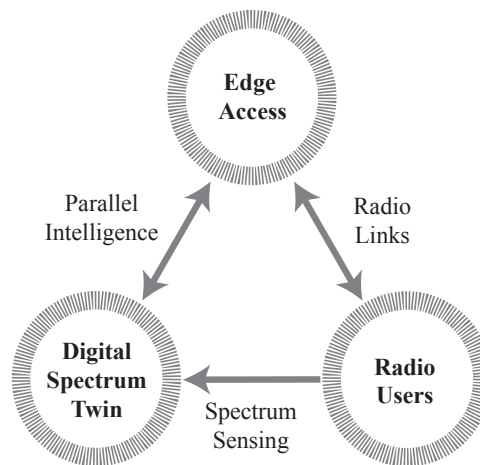 Edge
Access
Parallel
Intelligence
Radio
Links
Digital
Spectrum
Twin
Spectrum
Sensing
Radio
Users